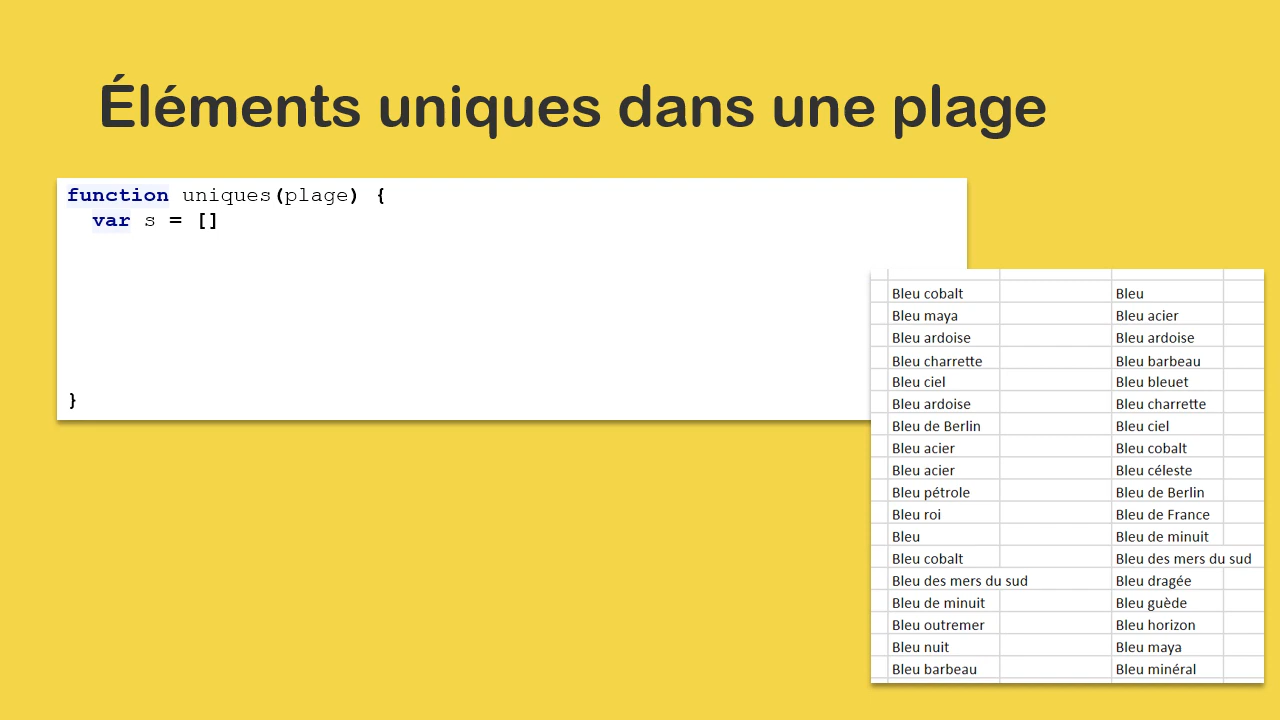 Éléments uniques dans une plage
function uniques(plage) {
var s = []
}
Bleu cobalt Bleu
Bleu maya Bleu acier
Bleu ardoise Bleu ardoise
Bleu charrette Bleu barbeau
Bleu ciel Bleu bleuet
Bleu ardoise Bleu charrette
Bleu de Berlin Bleu ciel
Bleu acier Bleu cobalt
Bleu acier Bleu céleste
Bleu pétrole Bleu de Berlin
Bleu roi Bleu de France
Bleu Bleu de minuit
Bleu cobalt Bleu des mers du sud
Bleu des mers du sud Bleu dragée
Bleu de minuit Bleu guède
Bleu outremer Bleu horizon
Bleu nuit Bleu maya
Bleu barbeau Bleu minéral